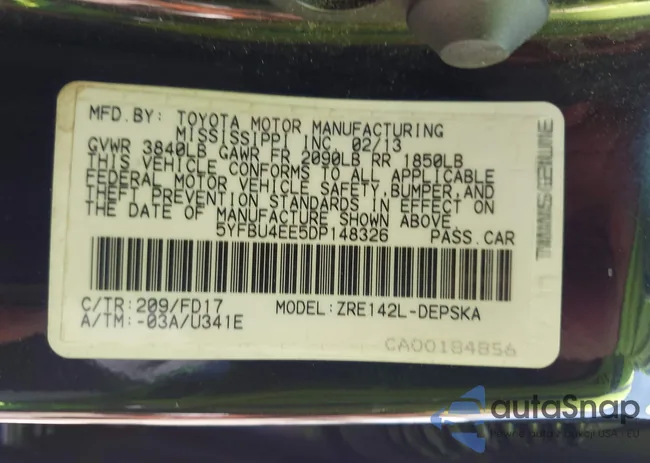 MFD.BY: TOYOTA MOTOR MANUFACTURING
MISSISSIPPI INC. 02/13
GVWR 3840LB GAWR FR 2090LB RR 1850LB
THIS VEHICLE CONFORMS TO ALL APPLICABLE
FEDERAL MOTOR VEHICLE SAFETY,BUMPER,AND
THEFT PREVENTION STANDARDS IN EFFECT ON
THE DATE OF MANUFACTURE SHOWN ABOVE.
5YFBU4EE5DP148326 PASS.CAR
C/TR:209/FD17 MODEL:ZRE142L-DEPSKA
A/TM:-03A/U341E
CA00184856
autoSnap